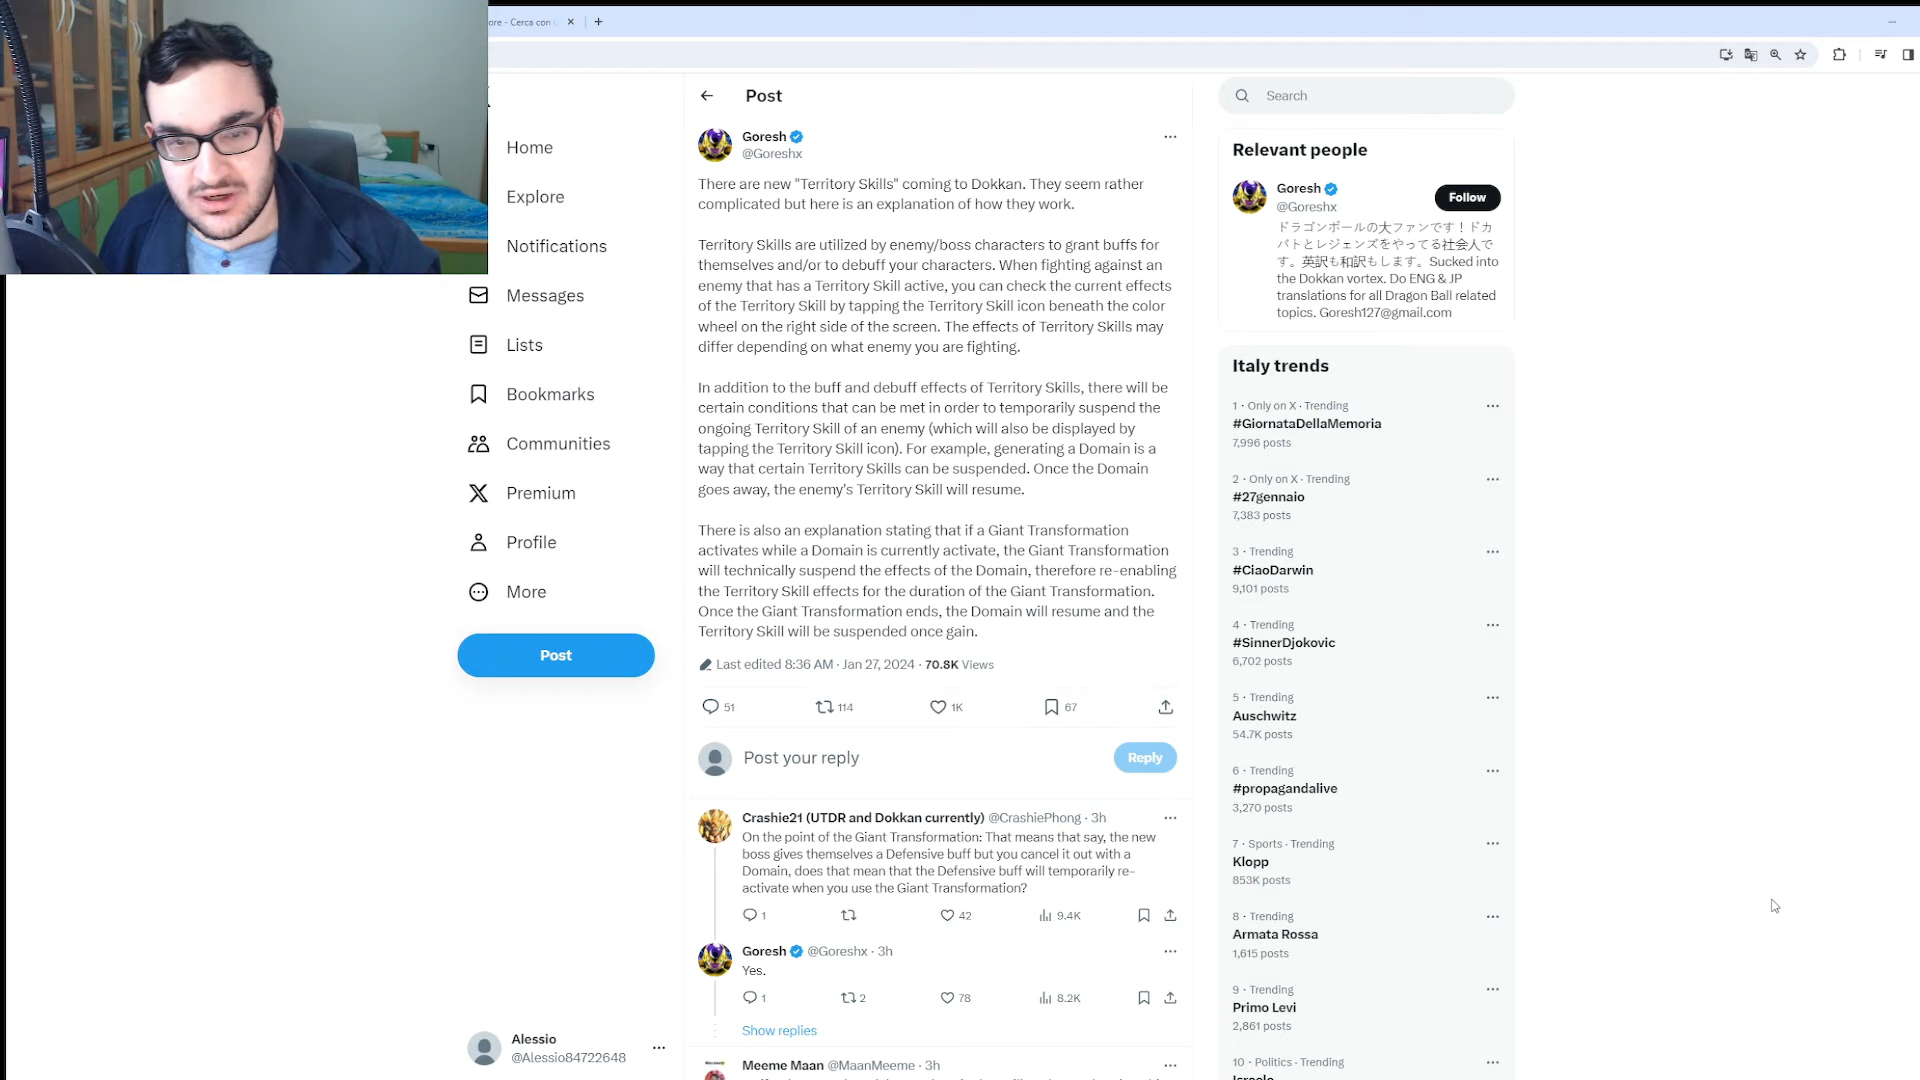 ore - Cerca con
Post
Search
Home
Explore
Notifications
Messages
Lists
Bookmarks
Communities
Premium
Profile
More
Post
Alessio
@Alessio84722648
Goresh
@Goreshx
There are new "Territory Skills" coming to Dokkan. They seem rather
complicated but here is an explanation of how they work.
Territory Skills are utilized by enemy/boss characters to grant buffs for
themselves and/or to debuff your characters. When fighting against an
enemy that has a Territory Skill active, you can check the current effects
of the Territory Skill by tapping the Territory Skill icon beneath the color
wheel on the right side of the screen. The effects of Territory Skills may
differ depending on what enemy you are fighting.
In addition to the buff and debuff effects of Territory Skills, there will be
certain conditions that can be met in order to temporarily suspend the
ongoing Territory Skill of an enemy (which will also be displayed by
tapping the Territory Skill icon). For example, generating a Domain is a
way that certain Territory Skills can be suspended. Once the Domain
goes away, the enemy's Territory Skill will resume.
There is also an explanation stating that if a Giant Transformation
activates while a Domain is currently activate, the Giant Transformation
will technically suspend the effects of the Domain, therefore re-enabling
the Territory Skill effects for the duration of the Giant Transformation.
Once the Giant Transformation ends, the Domain will resume and the
Territory Skill will be suspended once gain.
Last edited 8:36 AM · Jan 27, 2024 · 70.8K Views
51 114 1K 67
Post your reply
Reply
Crashie21 (UTDR and Dokkan currently) @CrashiePhong · 3h
On the point of the Giant Transformation: That means that say, the new
boss gives themselves a Defensive buff but you cancel it out with a
Domain, does that mean that the Defensive buff will temporarily re-
activate when you use the Giant Transformation?
1 42 9.4K
Goresh @Goreshx · 3h
Yes.
1 2 78 8.2K
Show replies
Meeme Maan @MaanMeeme · 3h
Relevant people
Goresh
@Goreshx
Follow
ドラゴンボールの大ファンです！ドカ
バトとレジェンズをやってる社会人で
す。英訳も和訳もします。Sucked into
the Dokkan vortex. Do ENG & JP
translations for all Dragon Ball related
topics. Goresh127@gmail.com
Italy trends
1 · Only on X · Trending
#GiornataDellaMemoria
7,996 posts
2 · Only on X · Trending
#27gennaio
7,383 posts
3 · Trending
#CiaoDarwin
9,101 posts
4 · Trending
#SinnerDjokovic
6,702 posts
5 · Trending
Auschwitz
54.7K posts
6 · Trending
#propagandalive
3,270 posts
7 · Sports · Trending
Klopp
853K posts
8 · Trending
Armata Rossa
1,615 posts
9 · Trending
Primo Levi
2,861 posts
10 · Politics · Trending